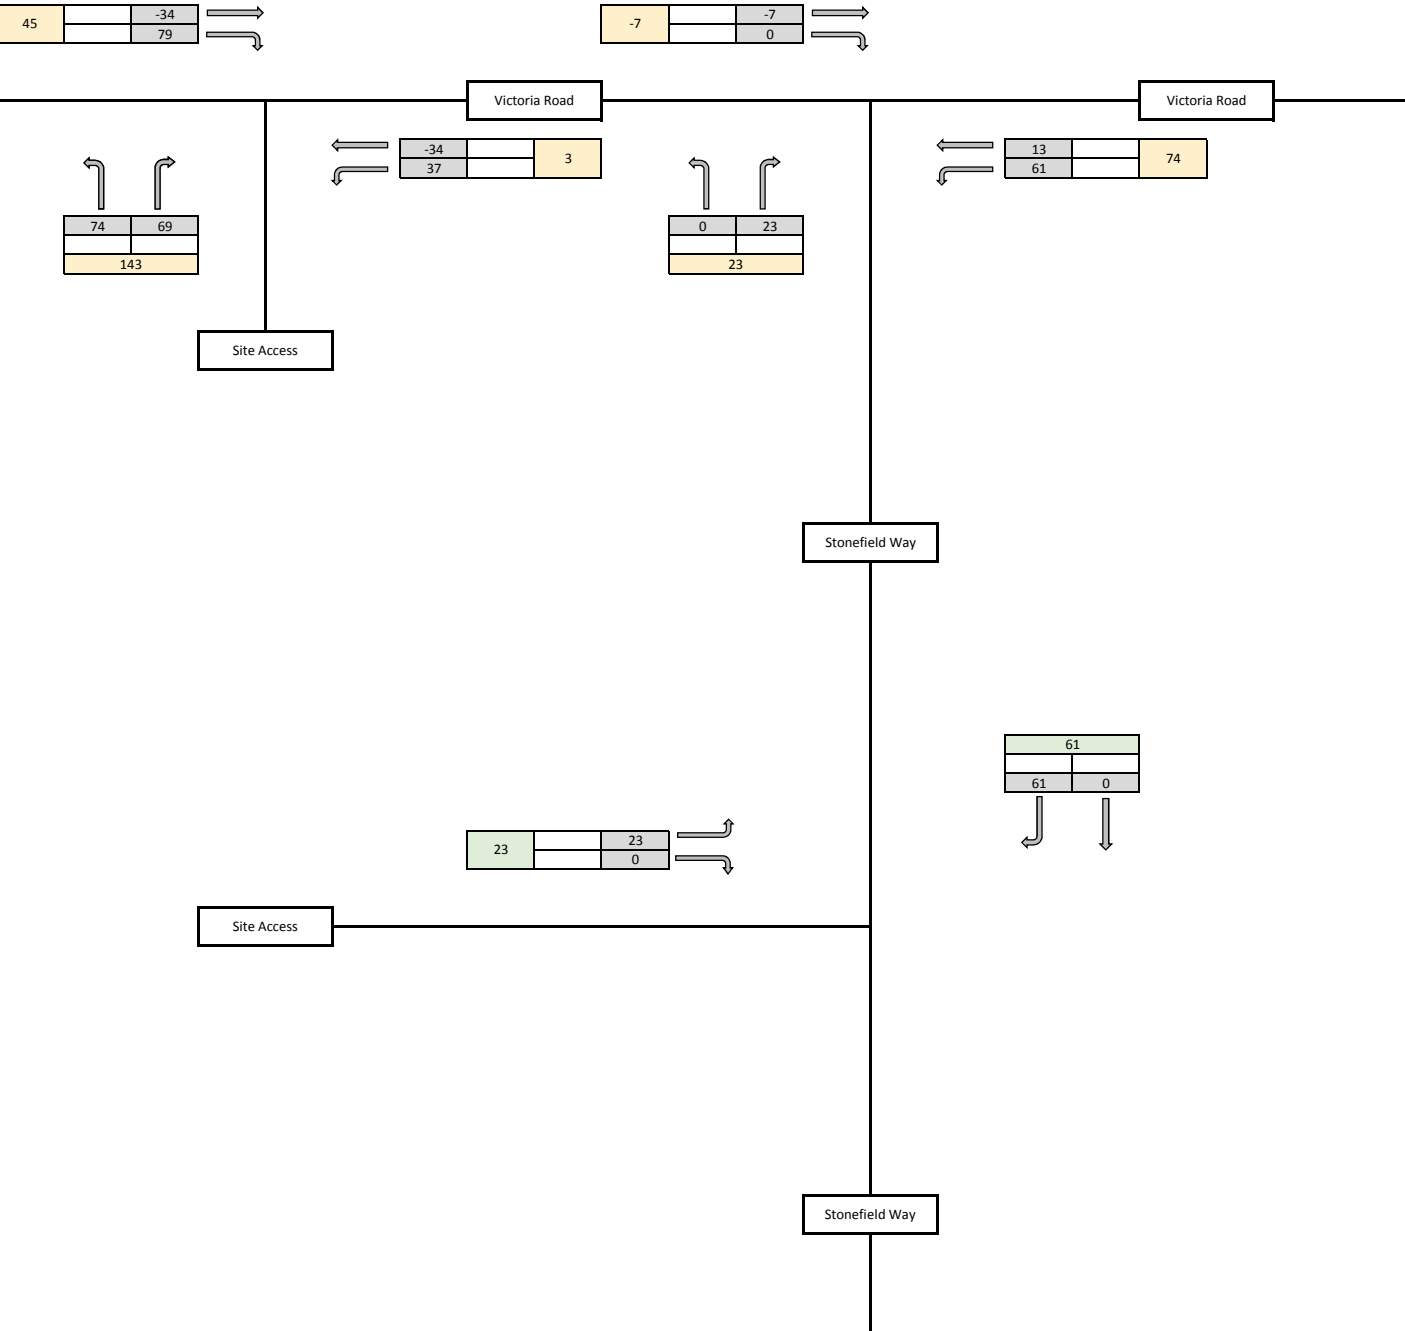 45 -34 79
-7 -7 0
Victoria Road Victoria Road
-34 37 3
13 61 74
74 69
143
0 23
23
Site Access
Stonefield Way
61
61 0
23 23 0
Site Access
Stonefield Way